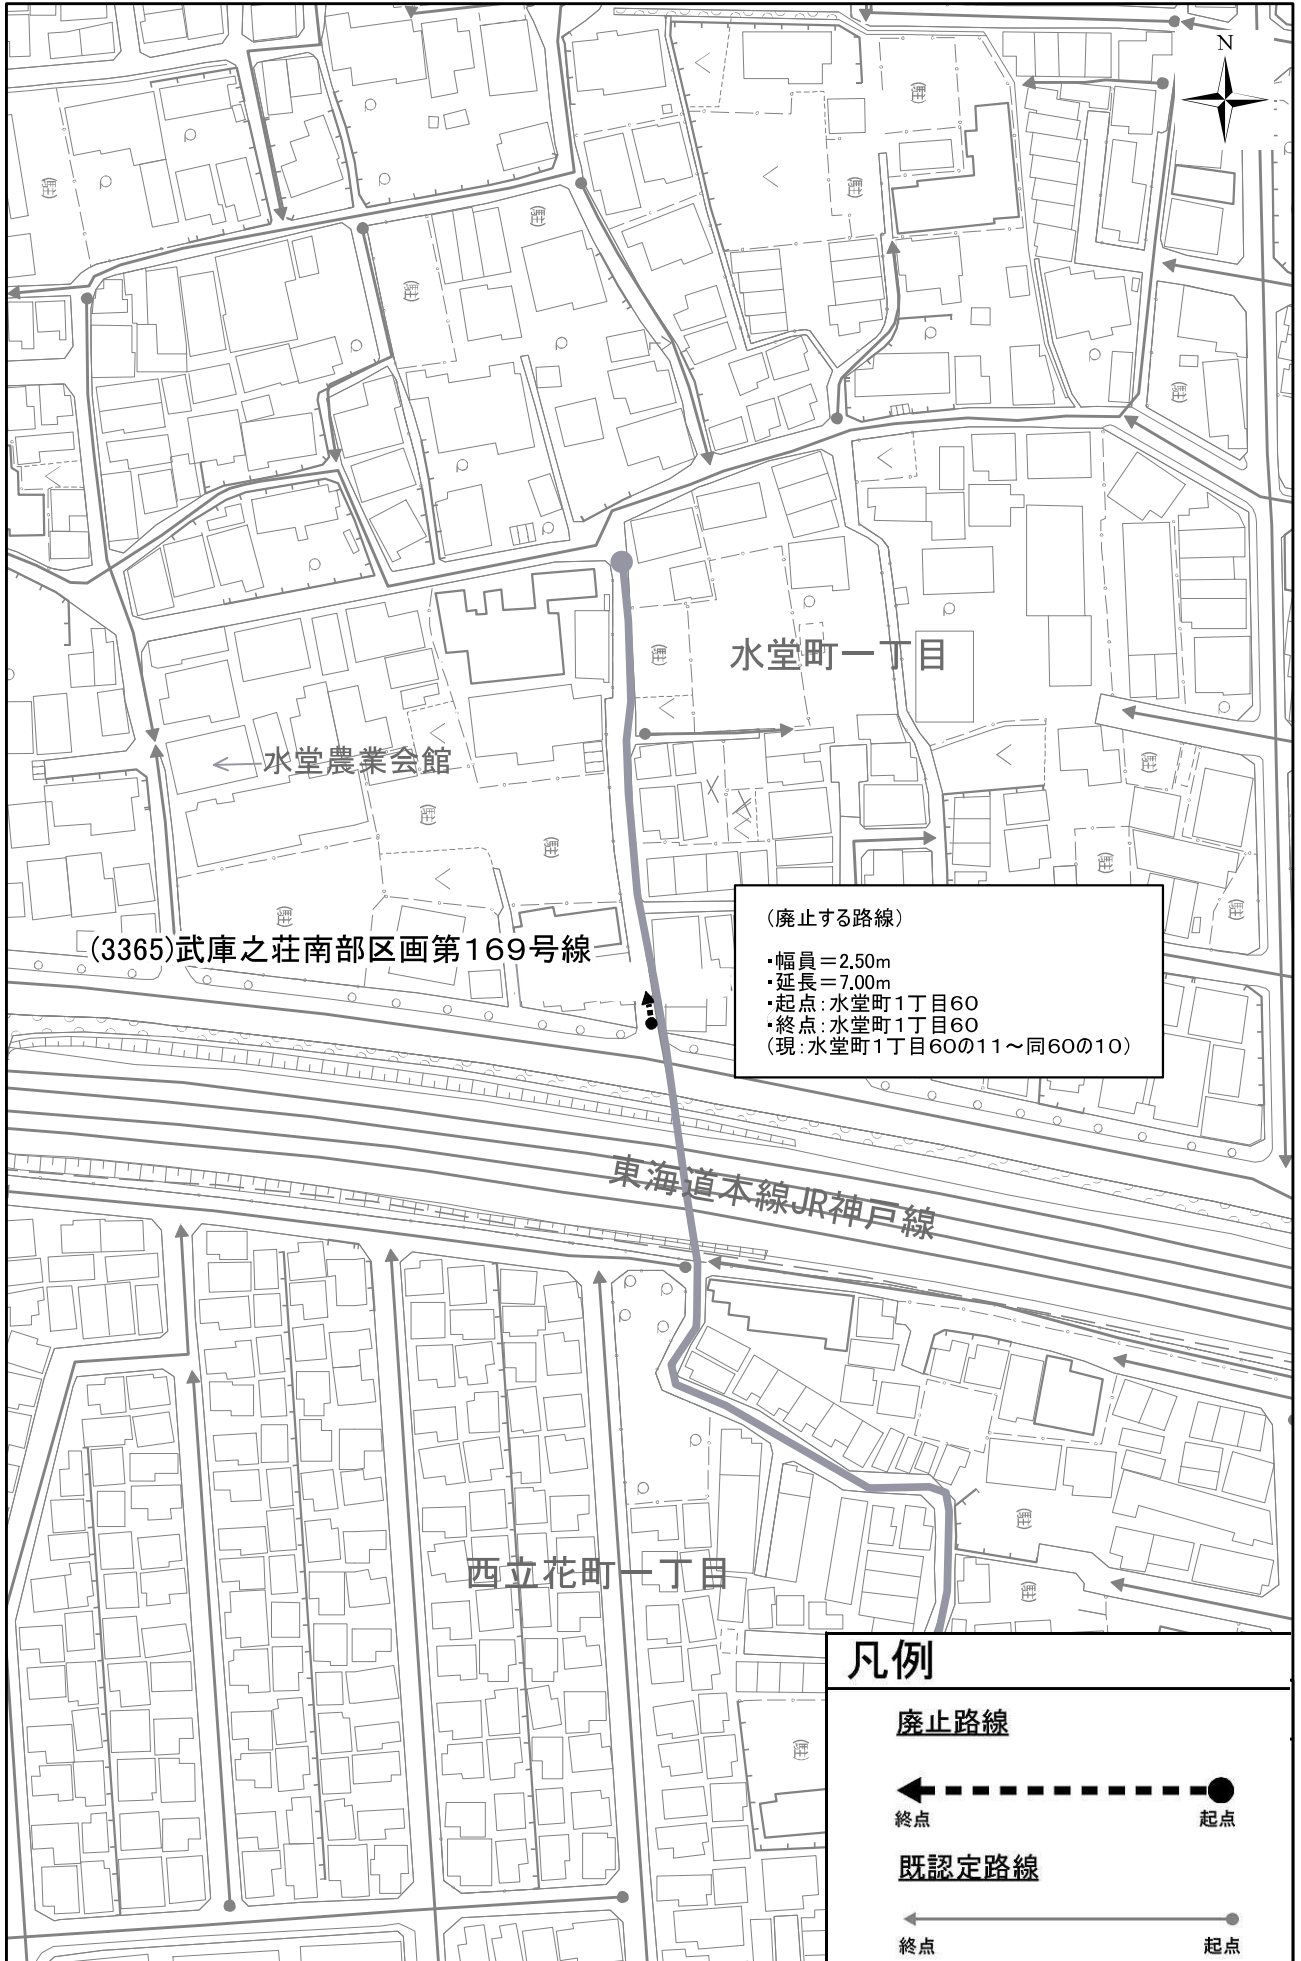 N
水堂町一丁目
水堂農業会館
(3365)武庫之荘南部区画第169号線
(廃止する路線)
・幅員=2.50m
・延長=7.00m
・起点:水堂町1丁目60
・終点:水堂町1丁目60
(現:水堂町1丁目60の11~同60の10)
東海道本線JR神戸線
西立花町一丁目
凡例
廃止路線
終点 起点
既認定路線
終点 起点